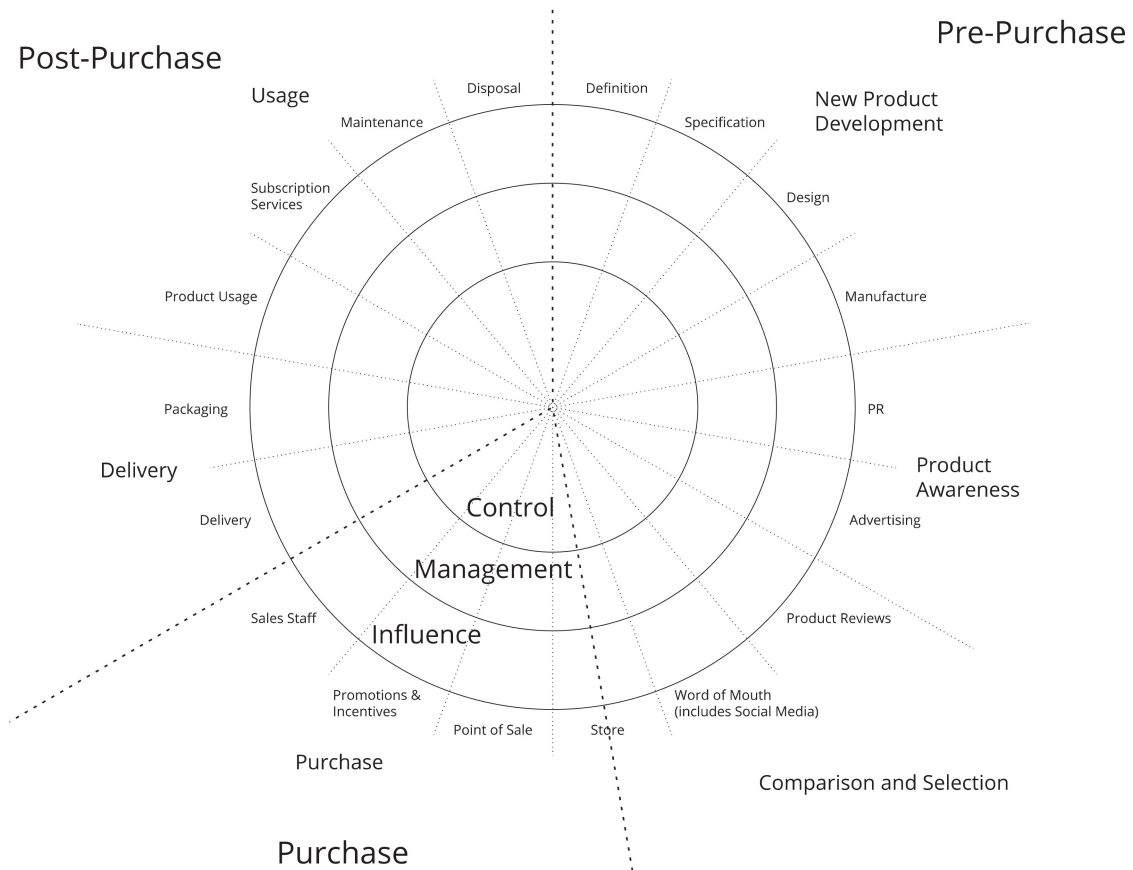 Pre-Purchase
Post-Purchase
Disposal
Definition
Usage
New Product
Development
Maintenance
Specification
Subscription
Services
Design
Product Usage
Manufacture
Packaging
PR
Delivery
Product
Awareness
Control
Delivery
Advertising
Management
Sales Staff
Product Reviews
Influence
Promotions &
Incentives
Word of Mouth
(includes Social Media)
Point of Sale
Store
Purchase
Comparison and Selection
Purchase